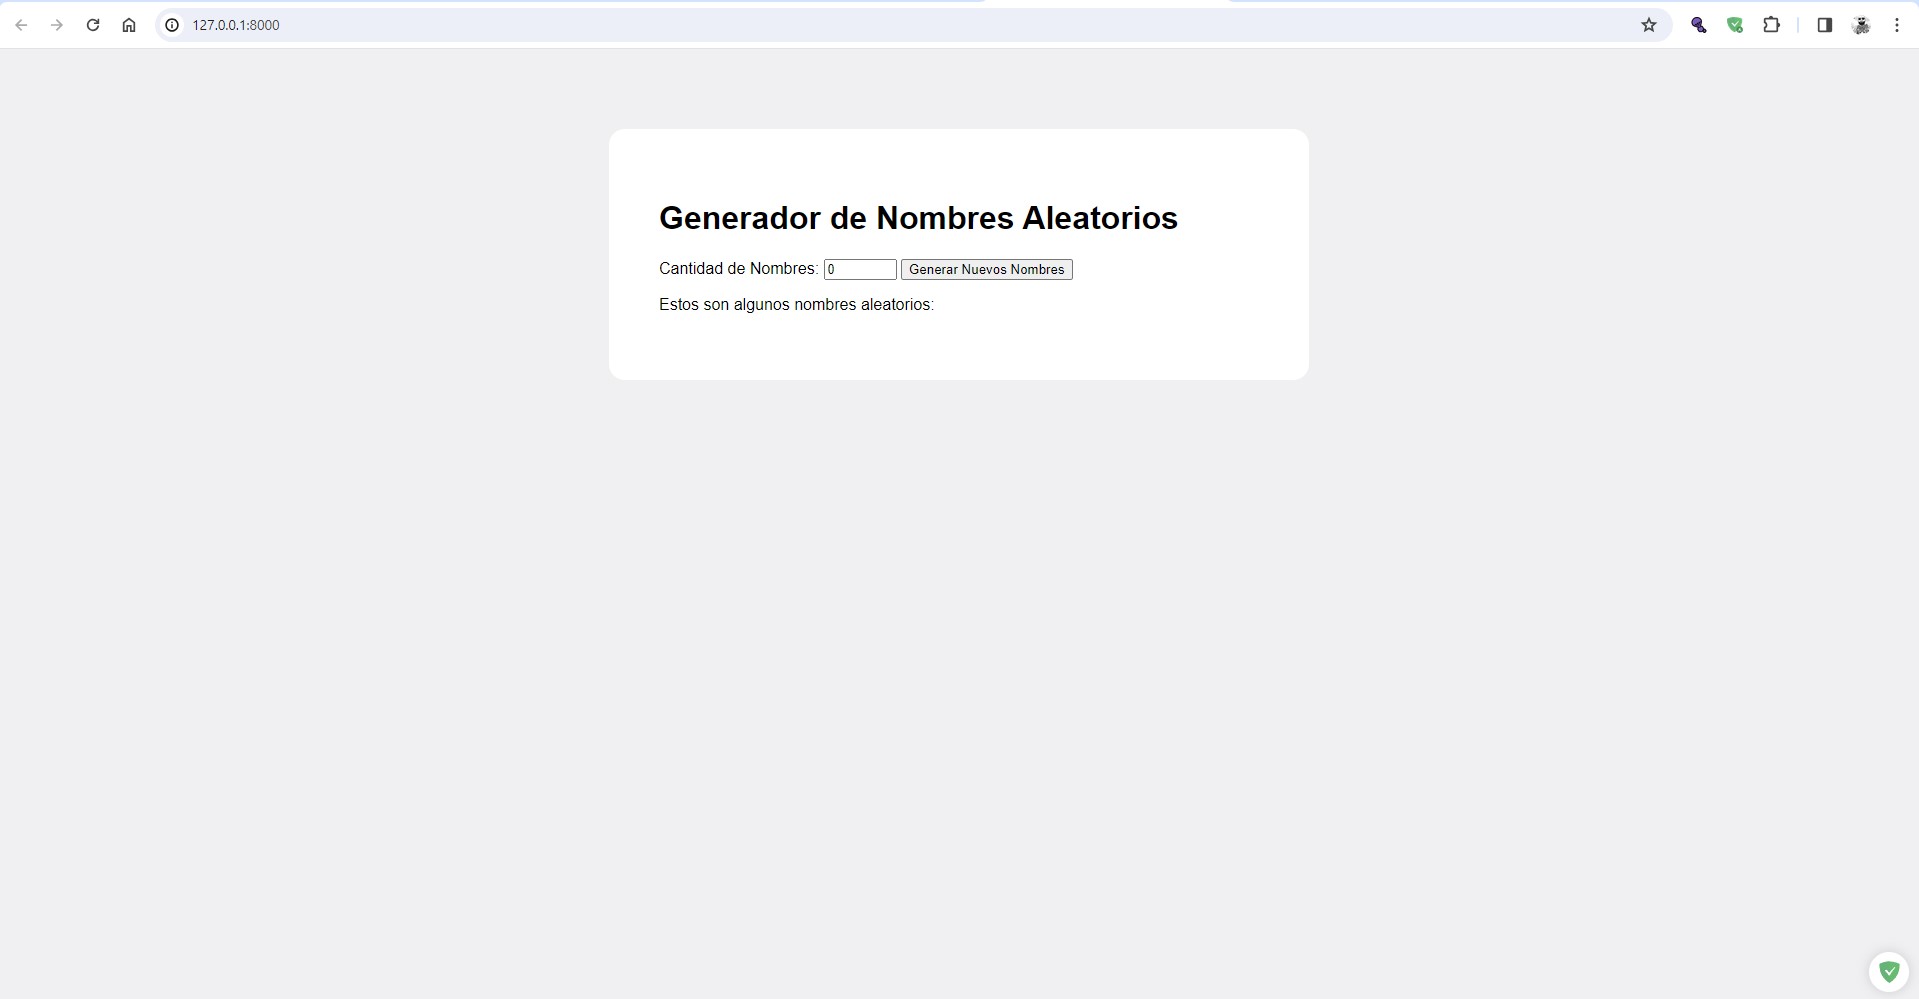 127.0.0.1:8000
Generador de Nombres Aleatorios
Cantidad de Nombres: 0 Generar Nuevos Nombres
Estos son algunos nombres aleatorios: